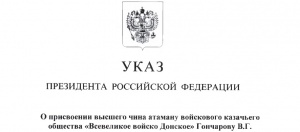 УКАЗ
ПРЕЗИДЕНТА РОССИЙСКОЙ ФЕДЕРАЦИИ
О присвоении высшего чина атаману войскового казачьего
общества «Всевеликое войско Донское» Гончарову В.Г.